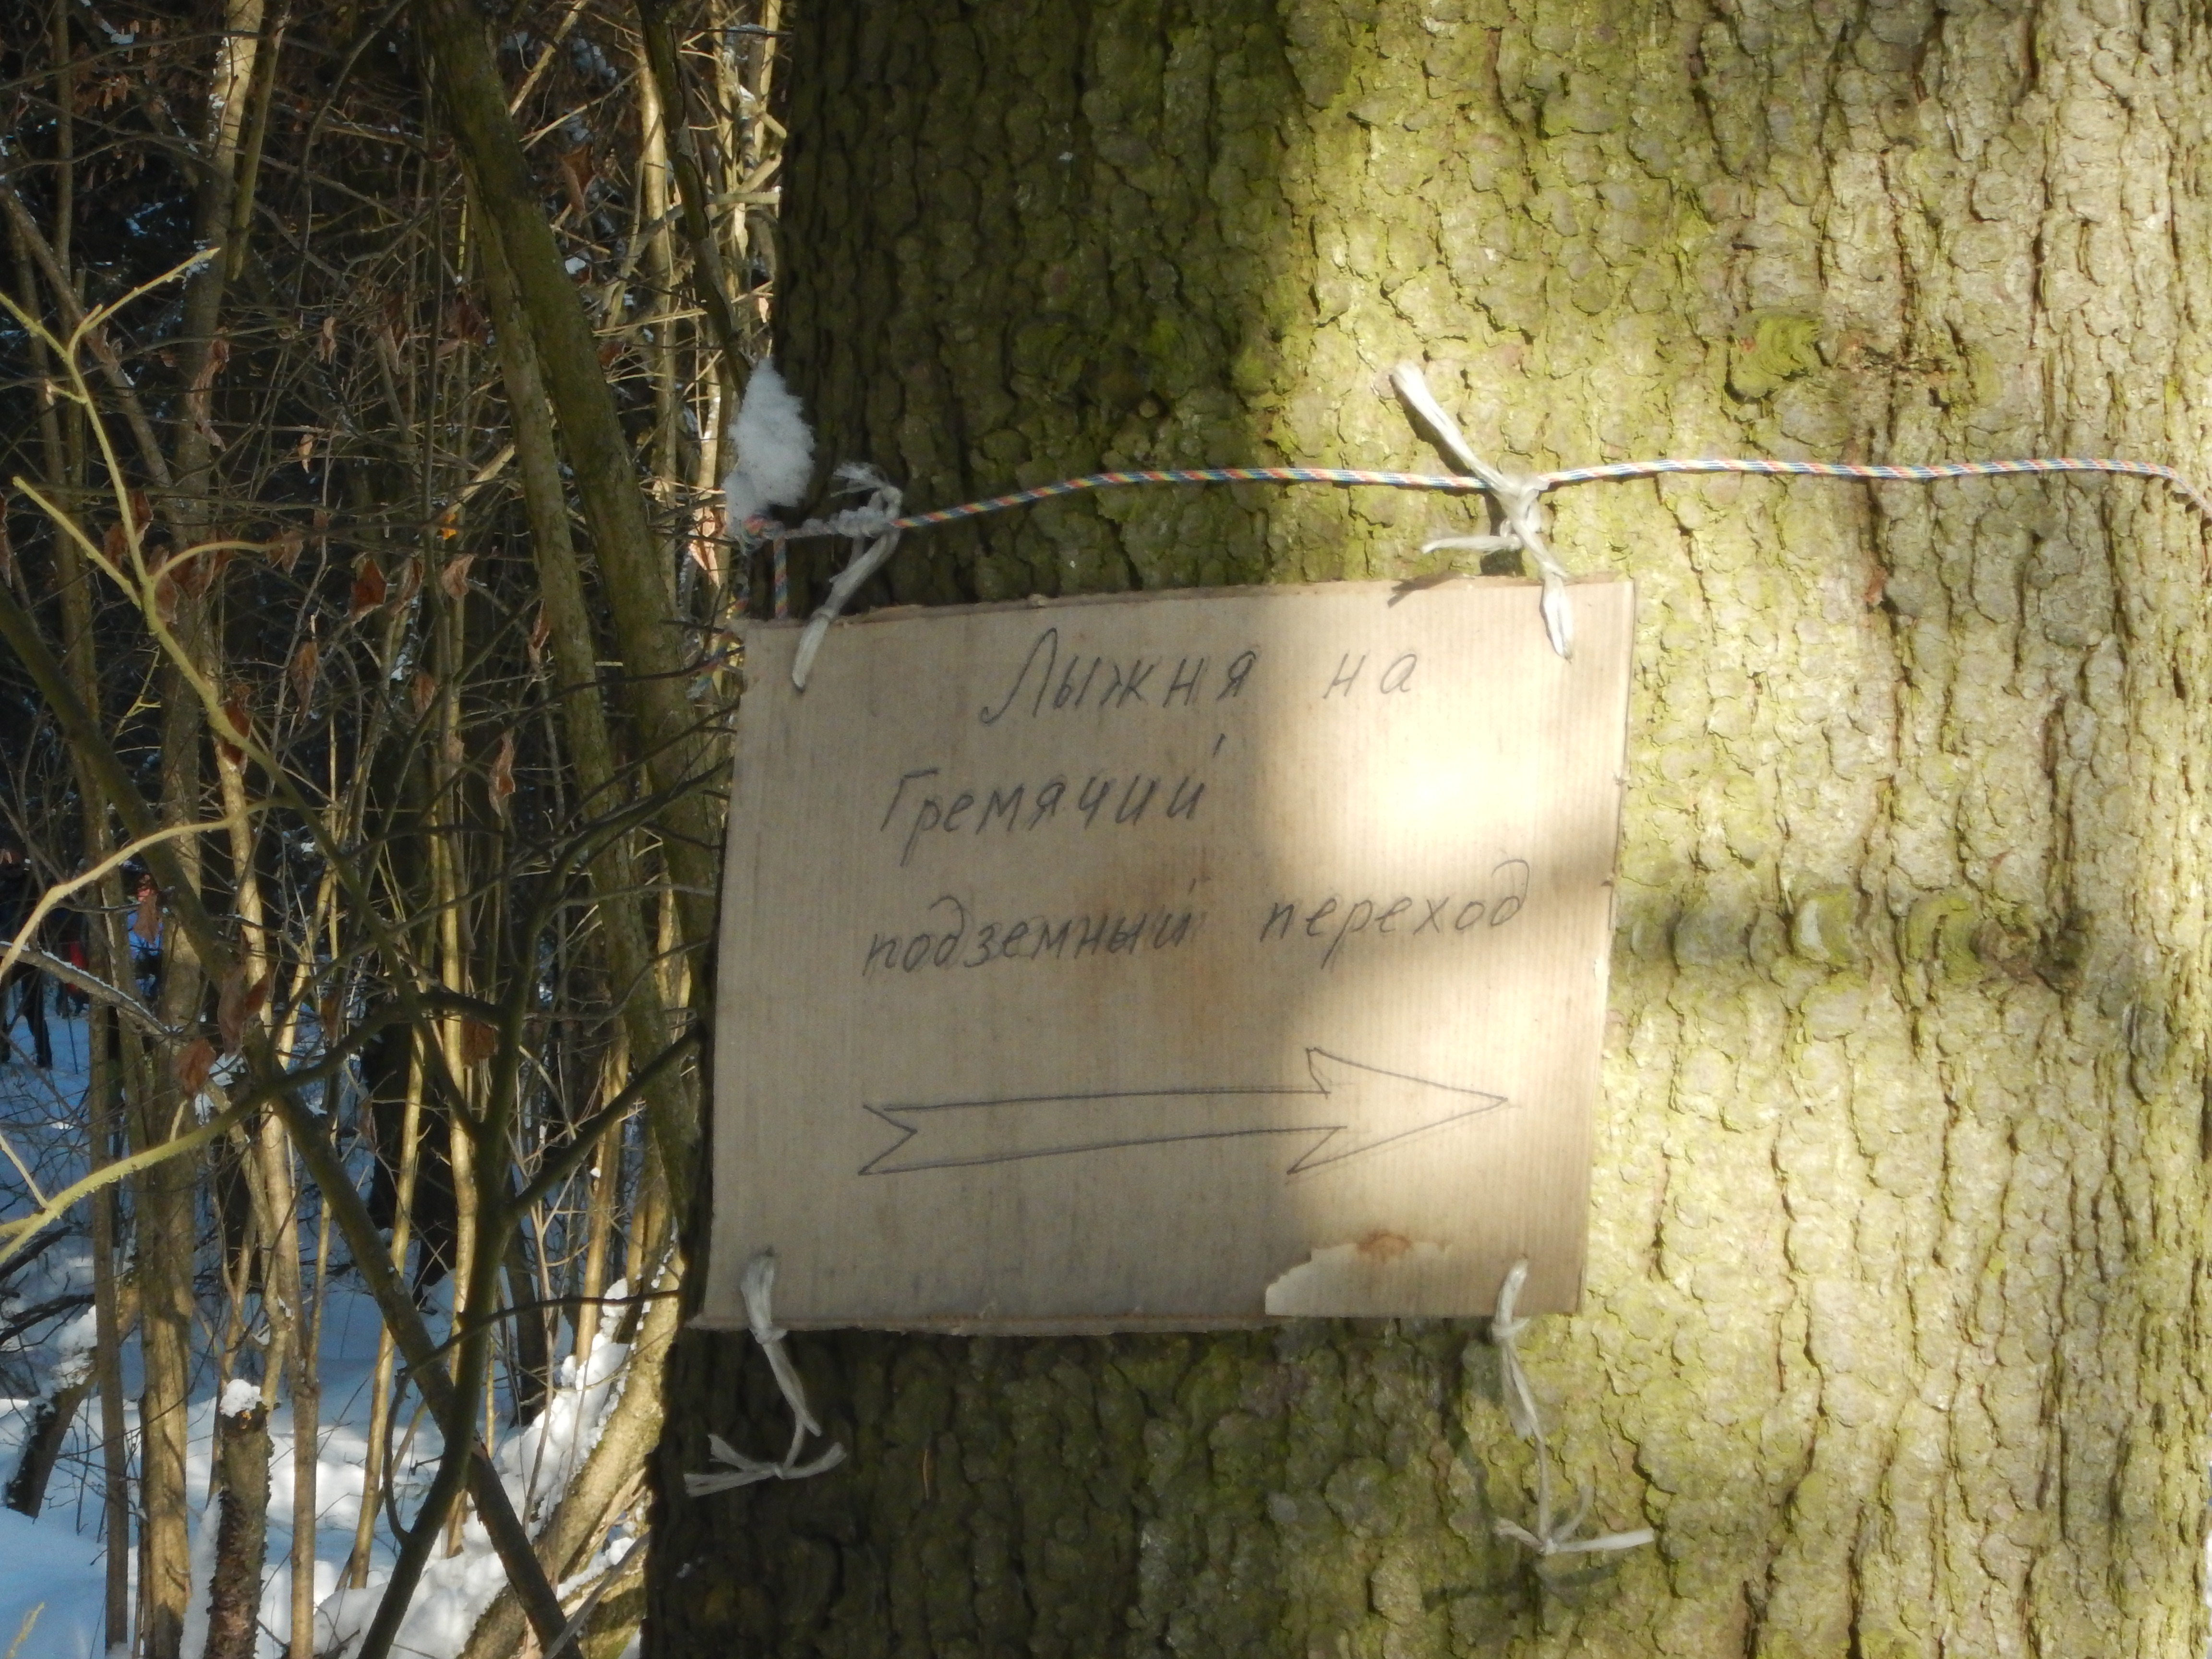 Лыжня на
Гремячий
подземный переход